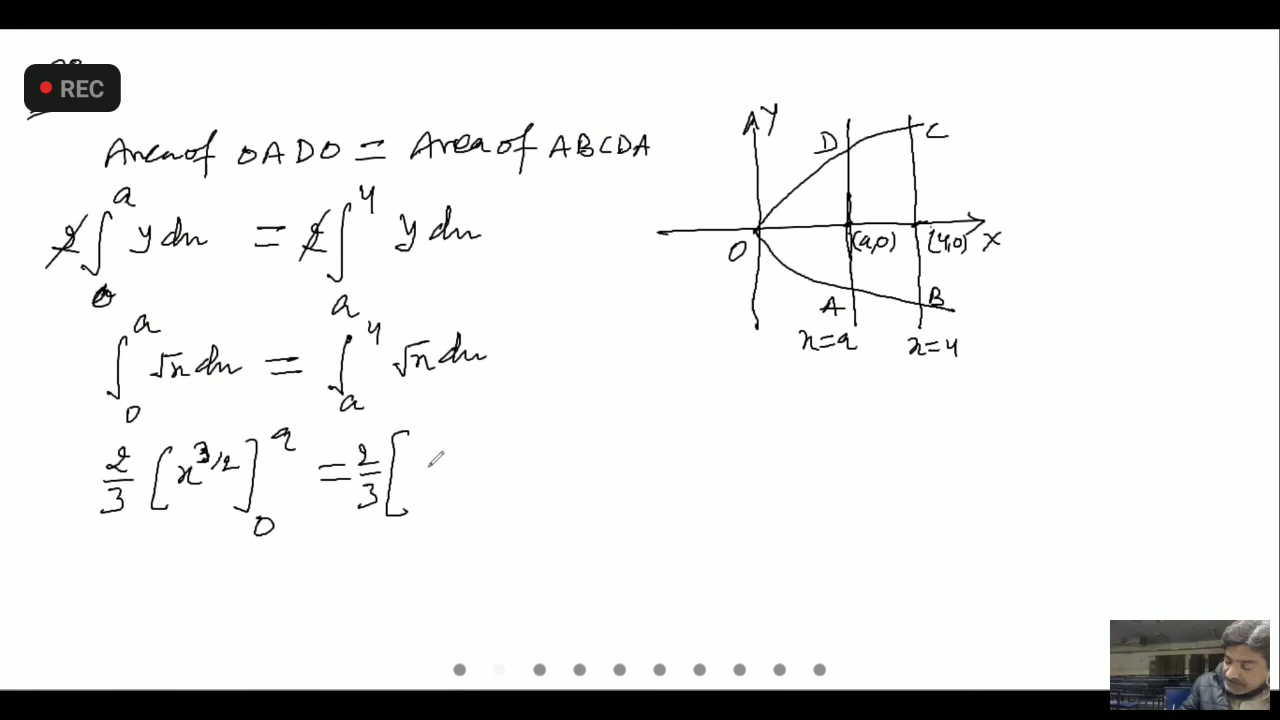 REC
Area of OADO = Area of ABCDA
2∫₀ᵃ y dx = 2∫ₐ⁴ y dx
∫₀ᵃ √x dx = ∫ₐ⁴ √x dx
2/3 [x^3/2]₀ᵃ = 2/3 [
Y
D
C
O
(a,0)
(4,0)
X
A
B
x=a
x=4